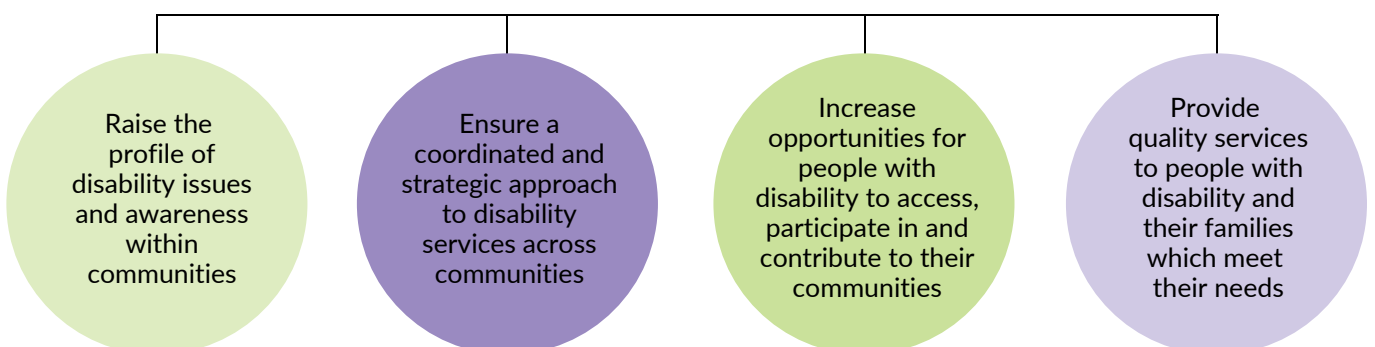 Raise the
profile of
disability issues
and awareness
within
communities
Ensure a
coordinated and
strategic approach
to disability
services across
communities
Increase
opportunities for
people with
disability to access,
participate in and
contribute to their
communities
Provide
quality services
to people with
disability and
their families
which meet
their needs